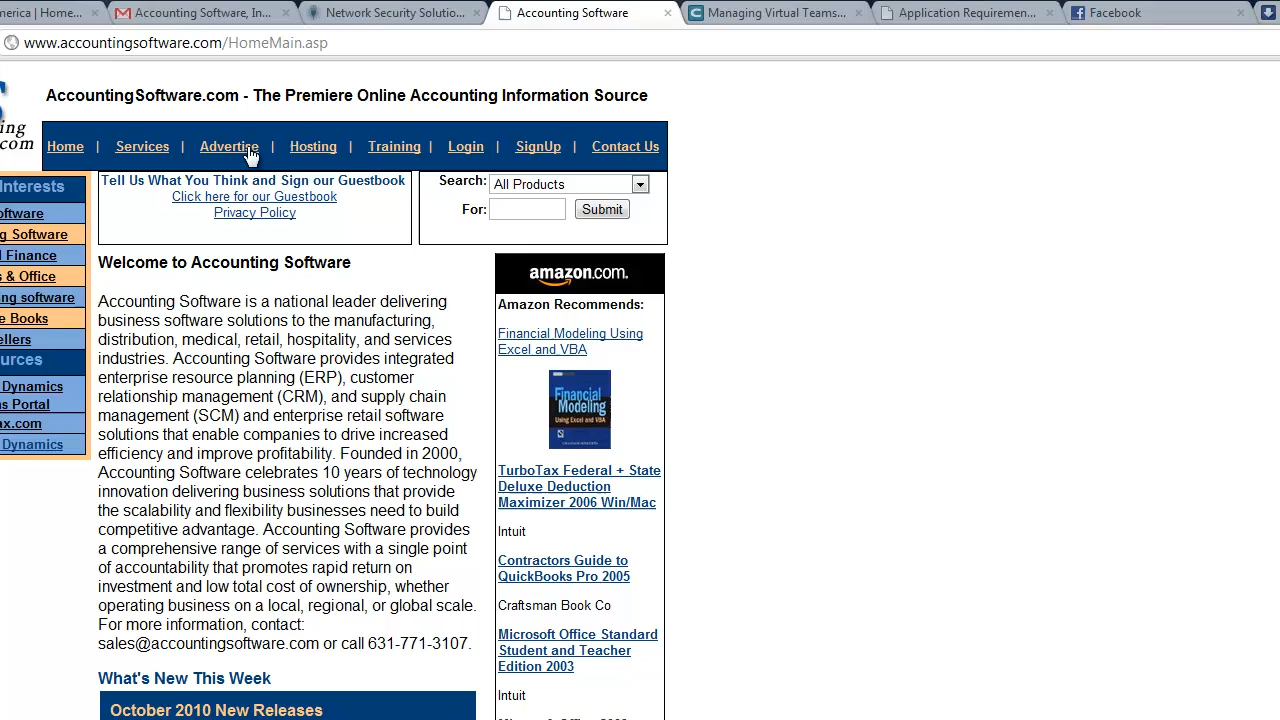 merica | Home...
Accounting Software, In...
Network Security Solutio...
Accounting Software
Managing Virtual Teams...
Application Requiremen...
Facebook
www.accountingsoftware.com/HomeMain.asp
S
ing
com
AccountingSoftware.com - The Premiere Online Accounting Information Source
Home | Services | Advertise | Hosting | Training | Login | SignUp | Contact Us
Interests
oftware
g Software
l Finance
s & Office
ing software
e Books
ellers
urces
Dynamics
ns Portal
ax.com
Dynamics
Tell Us What You Think and Sign our Guestbook
Click here for our Guestbook
Privacy Policy
Search: All Products
For: Submit
Welcome to Accounting Software
Accounting Software is a national leader delivering
business software solutions to the manufacturing,
distribution, medical, retail, hospitality, and services
industries. Accounting Software provides integrated
enterprise resource planning (ERP), customer
relationship management (CRM), and supply chain
management (SCM) and enterprise retail software
solutions that enable companies to drive increased
efficiency and improve profitability. Founded in 2000,
Accounting Software celebrates 10 years of technology
innovation delivering business solutions that provide
the scalability and flexibility businesses need to build
competitive advantage. Accounting Software provides
a comprehensive range of services with a single point
of accountability that promotes rapid return on
investment and low total cost of ownership, whether
operating business on a local, regional, or global scale.
For more information, contact:
sales@accountingsoftware.com or call 631-771-3107.
What's New This Week
October 2010 New Releases
amazon.com.
Amazon Recommends:
Financial Modeling Using
Excel and VBA
Financial
Modeling
Using Excel and VBA
TurboTax Federal + State
Deluxe Deduction
Maximizer 2006 Win/Mac
Intuit
Contractors Guide to
QuickBooks Pro 2005
Craftsman Book Co
Microsoft Office Standard
Student and Teacher
Edition 2003
Intuit